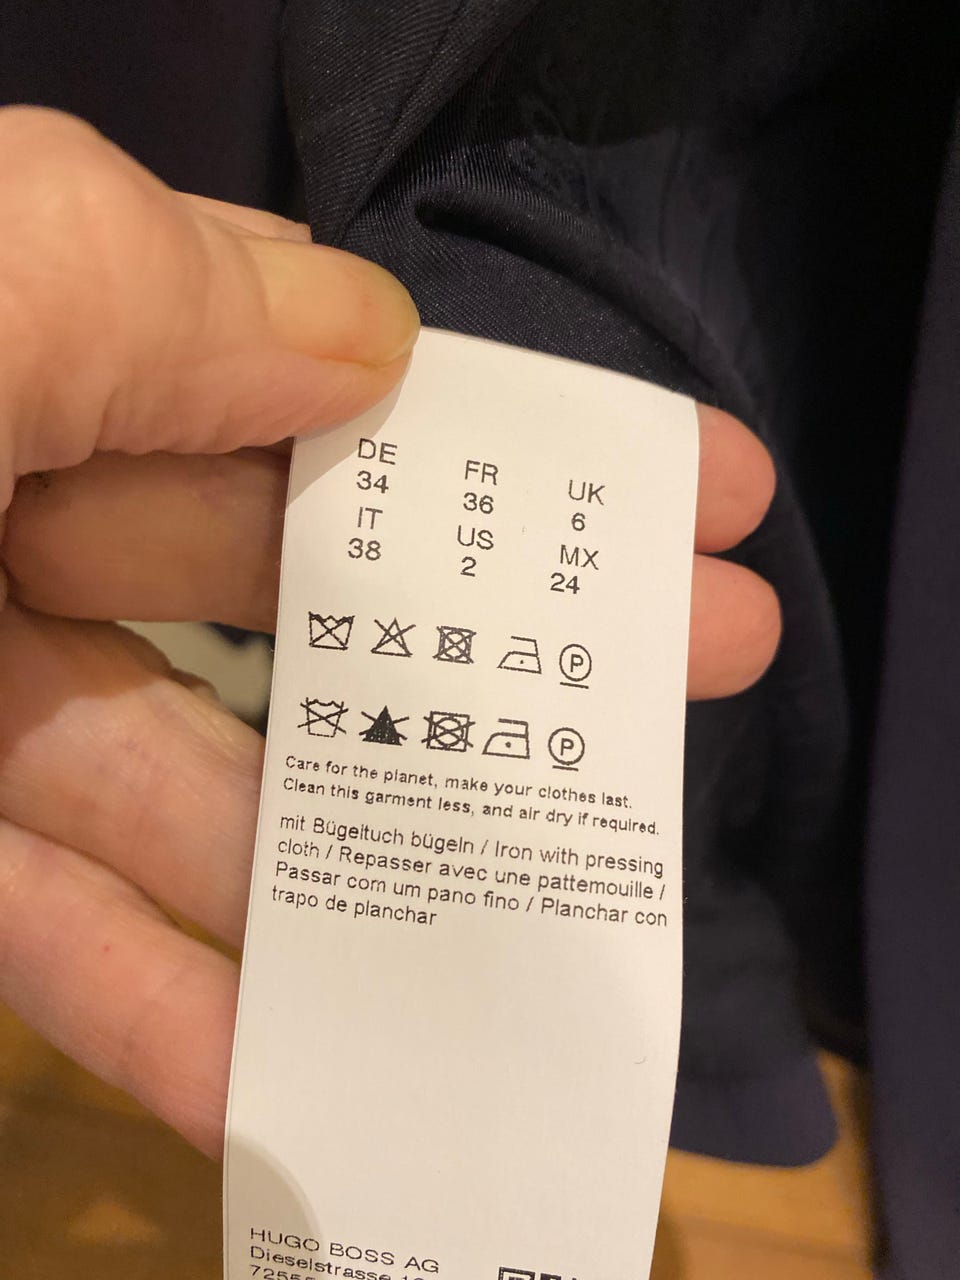 DE FR UK
34 36 6
IT US MX
38 2 24
P
P
Care for the planet, make your clothes last.
Clean this garment less, and air dry if required.
mit Bügeltuch bügeln / Iron with pressing
cloth / Repasser avec une pattemouille /
Passar com um pano fino / Planchar con
trapo de planchar
HUGO BOSS AG
Dieselstrasse